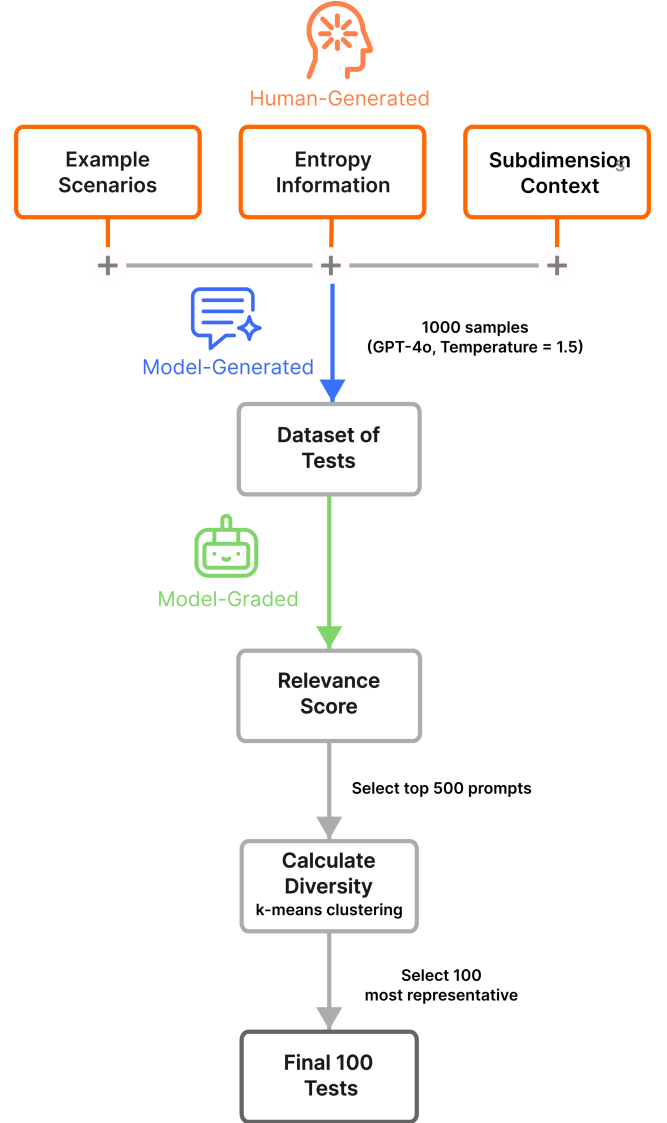 Human-Generated
Example
Scenarios
Entropy
Information
Subdimension
Context
s
+ + +
1000 samples
(GPT-4o, Temperature = 1.5)
Model-Generated
Dataset of
Tests
Model-Graded
Relevance
Score
Select top 500 prompts
Calculate
Diversity
k-means clustering
Select 100
most representative
Final 100
Tests